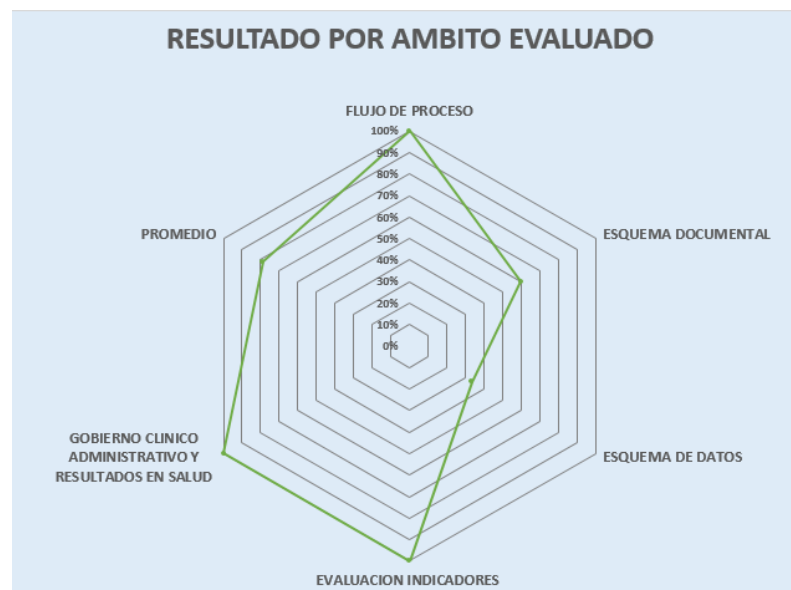 RESULTADO POR AMBITO EVALUADO
FLUJO DE PROCESO
100%
90%
80%
70%
60%
50%
40%
30%
20%
10%
0%
PROMEDIO
ESQUEMA DOCUMENTAL
GOBIERNO CLINICO
ADMINISTRATIVO Y
RESULTADOS EN SALUD
ESQUEMA DE DATOS
EVALUACION INDICADORES